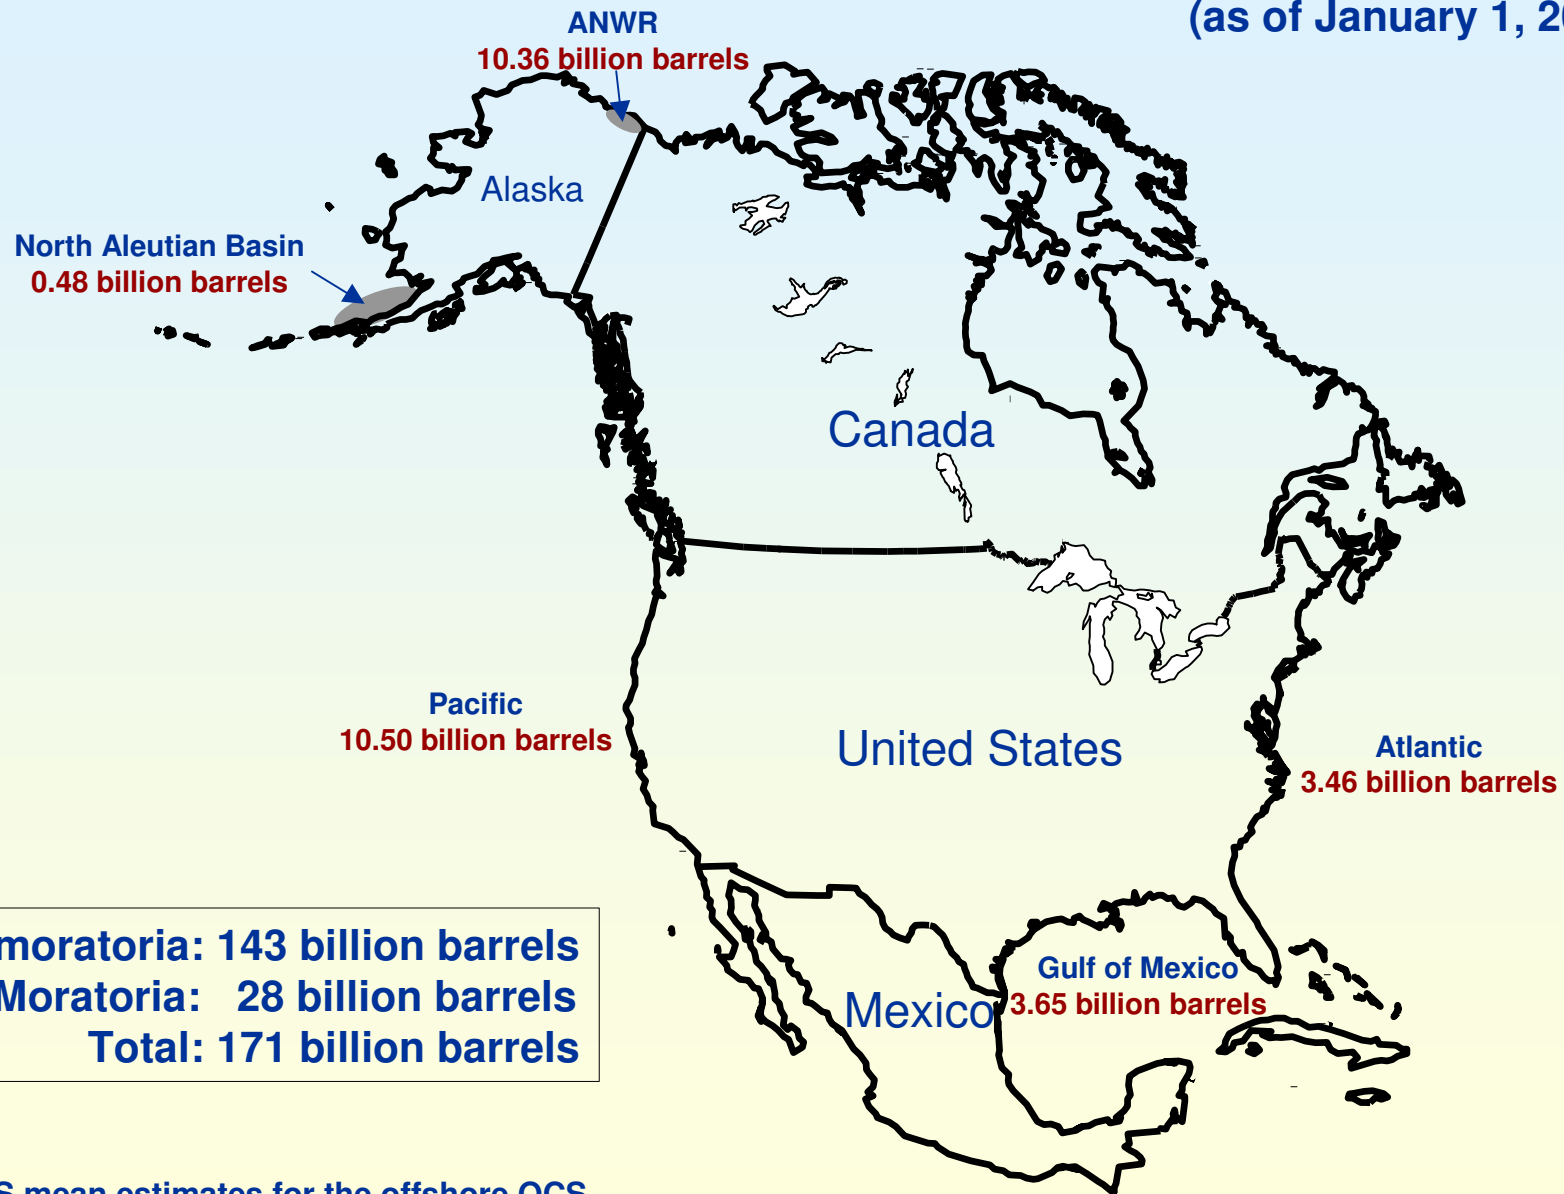 (as of January 1,
ANWR
10.36 billion barrels
Alaska
North Aleutian Basin
0.48 billion barrels
Canada
Pacific
10.50 billion barrels
United States
Atlantic
3.46 billion barrels
moratoria: 143 billion barrels
Moratoria: 28 billion barrels
Total: 171 billion barrels
Gulf of Mexico
3.65 billion barrels
Mexico
mean estimates for the offshore OCS